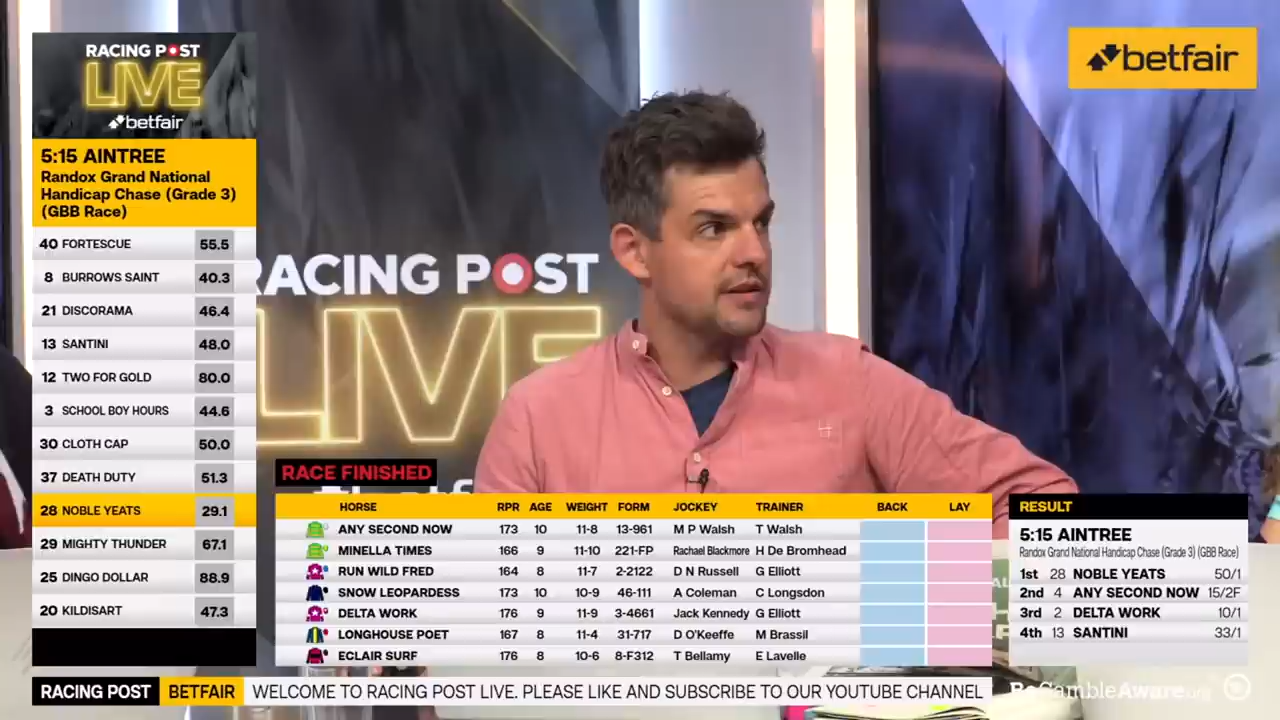 RACING POST
LIVE
betfair
5:15 AINTREE
Randox Grand National
Handicap Chase (Grade 3)
(GBB Race)
40 FORTESCUE 55.5
8 BURROWS SAINT 40.3
21 DISCORAMA 46.4
13 SANTINI 48.0
12 TWO FOR GOLD 80.0
3 SCHOOL BOY HOURS 44.6
30 CLOTH CAP 50.0
37 DEATH DUTY 51.3
28 NOBLE YEATS 29.1
29 MIGHTY THUNDER 67.1
25 DINGO DOLLAR 88.9
20 KILDISART 47.3
betfair
RACING POST
LIVE
RACE FINISHED
HORSE RPR AGE WEIGHT FORM JOCKEY TRAINER BACK LAY
ANY SECOND NOW 173 10 11-8 13-961 M P Walsh T Walsh
MINELLA TIMES 166 9 11-10 221-FP Rachael Blackmore H De Bromhead
RUN WILD FRED 164 8 11-7 2-2122 D N Russell G Elliott
SNOW LEOPARDESS 173 10 10-9 46-111 A Coleman C Longsdon
DELTA WORK 176 9 11-9 3-4661 Jack Kennedy G Elliott
LONGHOUSE POET 167 8 11-4 31-717 D O'Keeffe M Brassil
ECLAIR SURF 176 8 10-6 8-F312 T Bellamy E Lavelle
RESULT
5:15 AINTREE
Randox Grand National Handicap Chase (Grade 3) (GBB Race)
1st 28 NOBLE YEATS 50/1
2nd 4 ANY SECOND NOW 15/2F
3rd 2 DELTA WORK 10/1
4th 13 SANTINI 33/1
RACING POST BETFAIR WELCOME TO RACING POST LIVE. PLEASE LIKE AND SUBSCRIBE TO OUR YOUTUBE CHANNEL
BeGambleAware.org